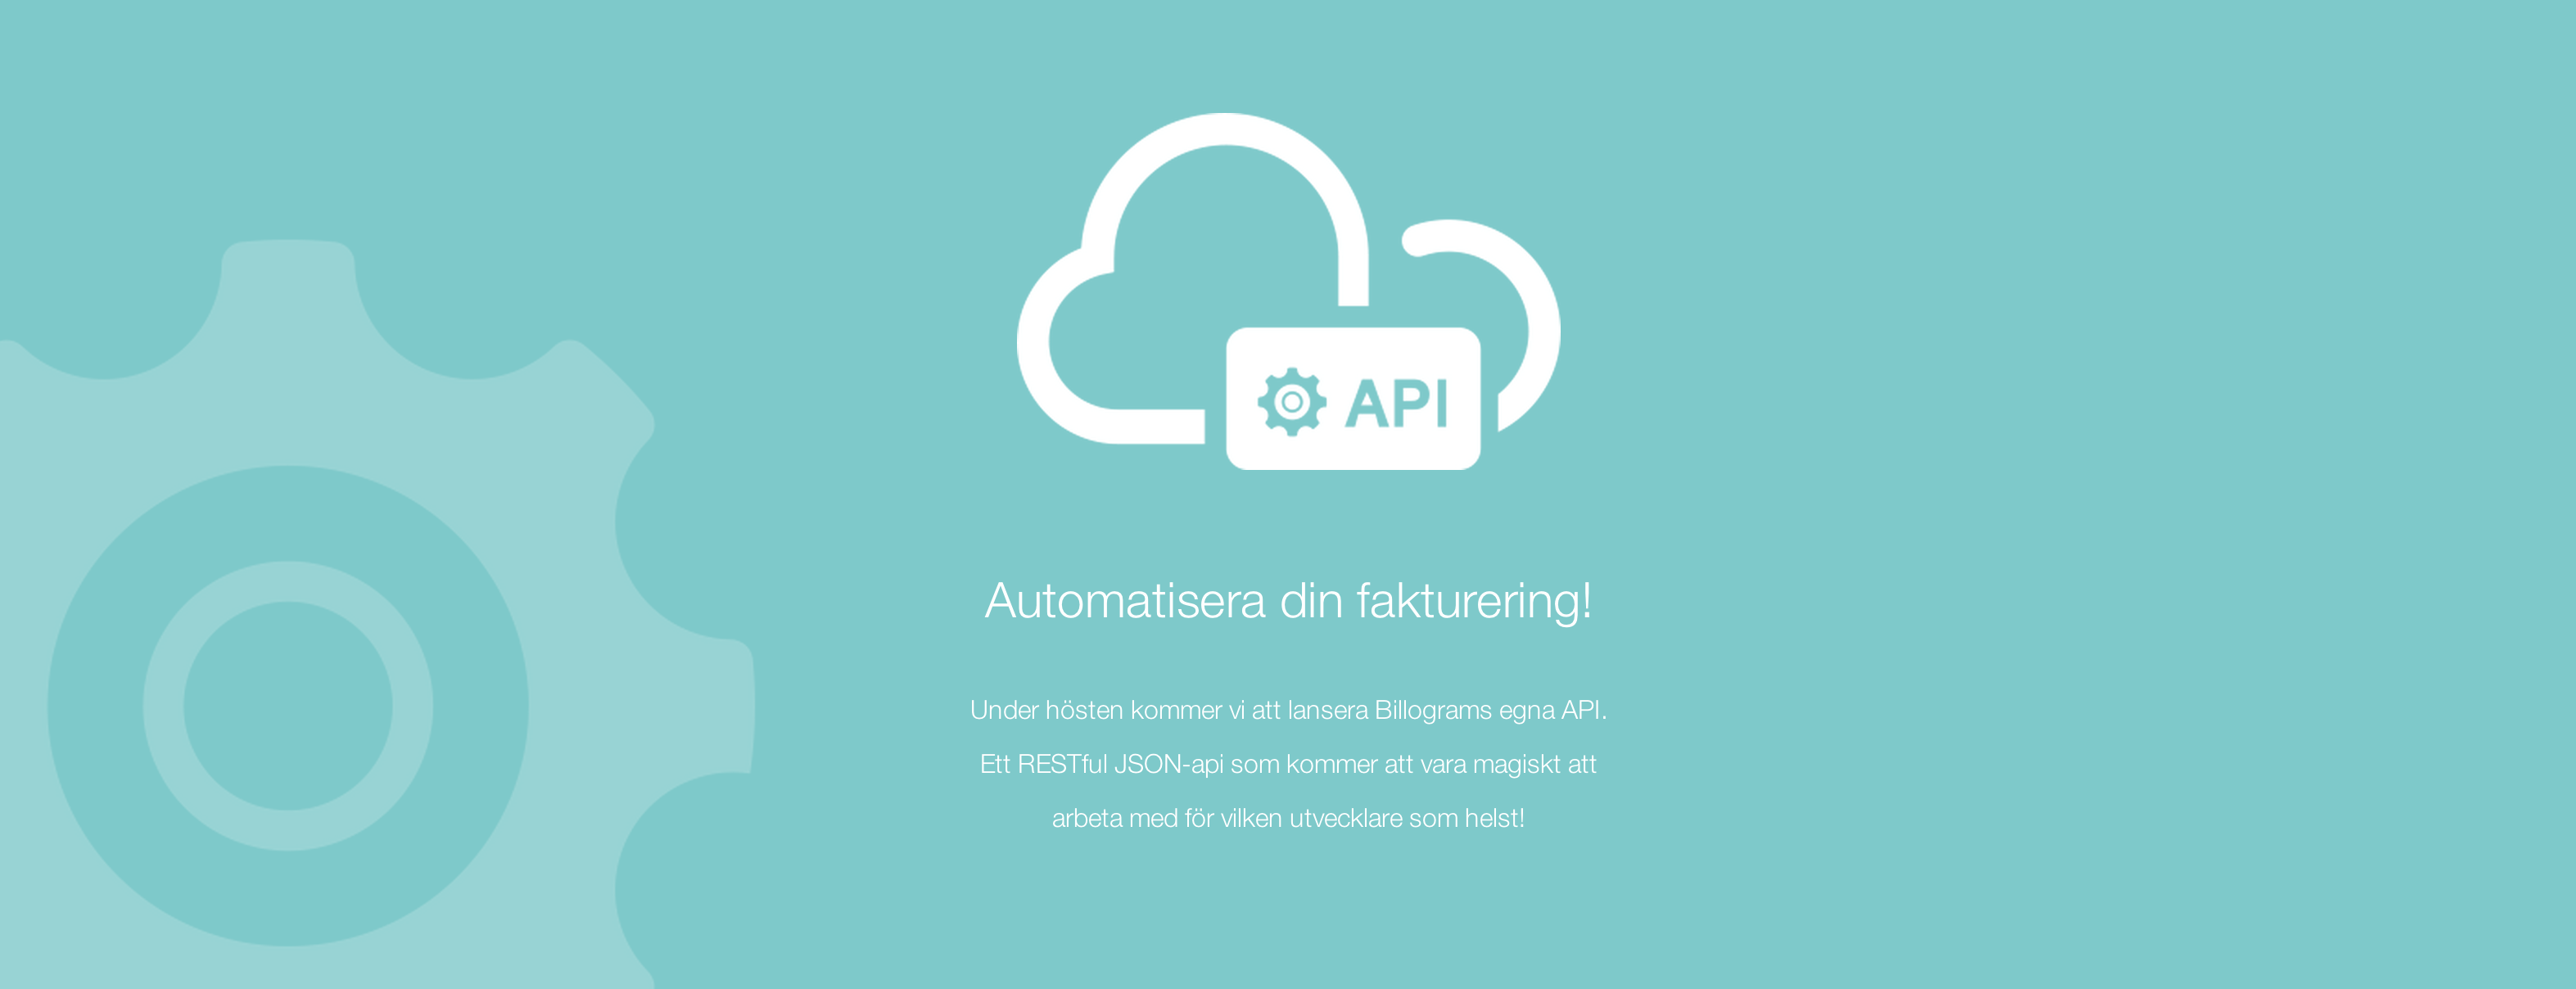 API
Automatisera din fakturering!
Under hösten kommer vi att lansera Billograms egna API.
Ett RESTful JSON-api som kommer att vara magiskt att
arbeta med för vilken utvecklare som helst!